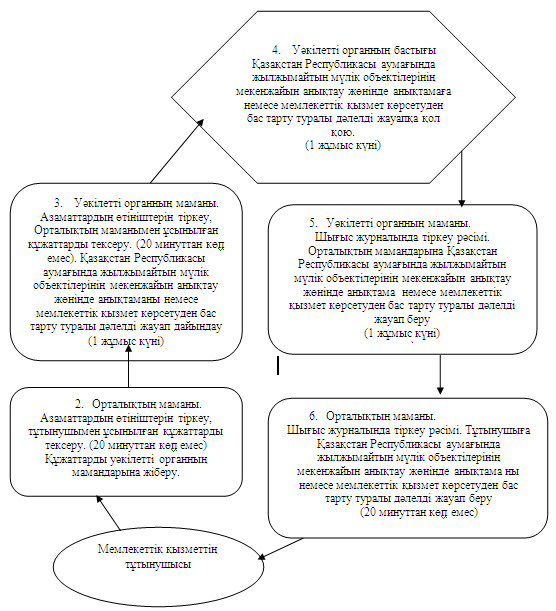 4. Уәкілетті органның бастығы
Қазақстан Республикасы аумағында
жылжымайтын мүлік объектілерінің
мекенжайын анықтау жөнінде анықтамаға
немесе мемлекеттік қызмет көрсетуден
бас тарту туралы дәлелді жауапқа қол
қою.
(1 жұмыс күні)
3. Уәкілетті органның маманы.
Азаматтардың өтініштерін тіркеу,
Орталықтың маманымен ұсынылған
құжаттарды тексеру. (20 минуттан көп
емес). Қазақстан Республикасы
аумағында жылжымайтын мүлік
объектілерінің мекенжайын анықтау
жөнінде анықтаманы немесе
мемлекеттік қызмет көрсетуден бас
тарту туралы дәлелді жауап дайындау
(1 жұмыс күні)
5. Уәкілетті органның маманы.
Шығыс журналында тіркеу рәсімі.
Орталықтың мамандарына Қазақстан
Республикасы аумағында жылжымайтын
мүлік объектілерінің мекенжайын анықтау
жөнінде анықтама немесе мемлекеттік
қызмет көрсетуден бас тарту туралы дәлелді
жауап беру
(1 жұмыс күні)
2. Орталықтың маманы.
Азаматтардың өтініштерін тіркеу,
тұтынушымен ұсынылған құжаттарды
тексеру. (20 минуттан көп емес)
Құжаттарды уәкілетті органның
мамандарына жіберу.
6. Орталықтың маманы.
Шығыс журналында тіркеу рәсімі. Тұтынушыға
Қазақстан Республикасы аумағында
жылжымайтын мүлік объектілерінің
мекенжайын анықтау жөнінде анықтама ны
немесе мемлекеттік қызмет көрсетуден бас
тарту туралы дәлелді жауап беру
(20 минуттан көп емес)
Мемлекеттік қызметтің
тұтынушысы